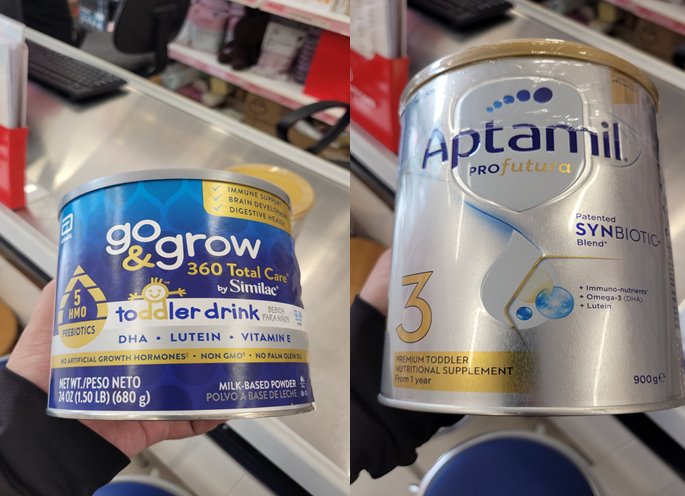 IMMUNE SUPPORT
BRAIN DEVELOPMENT
DIGESTIVE HEALTH
go
& grow
360 Total Care
by Similac
5
HMO
PREBIOTICS
toddler drink
BEBIDA
PARA NIÑOS
DHA • LUTEIN • VITAMIN E
NO ARTIFICIAL GROWTH HORMONES • NON GMO • NO PALM OLEIN OIL
NET WT./PESO NETO
24 OZ (1.50 LB) (680 g)
MILK-BASED POWDER
POLVO A BASE DE LECHE
Aptamil
PROfutura
Patented
SYNBIOTIC
Blend*
+ Immuno-nutrients
+ Omega-3 (DHA)
+ Lutein
3
PREMIUM TODDLER
NUTRITIONAL SUPPLEMENT
From 1 year
900g e